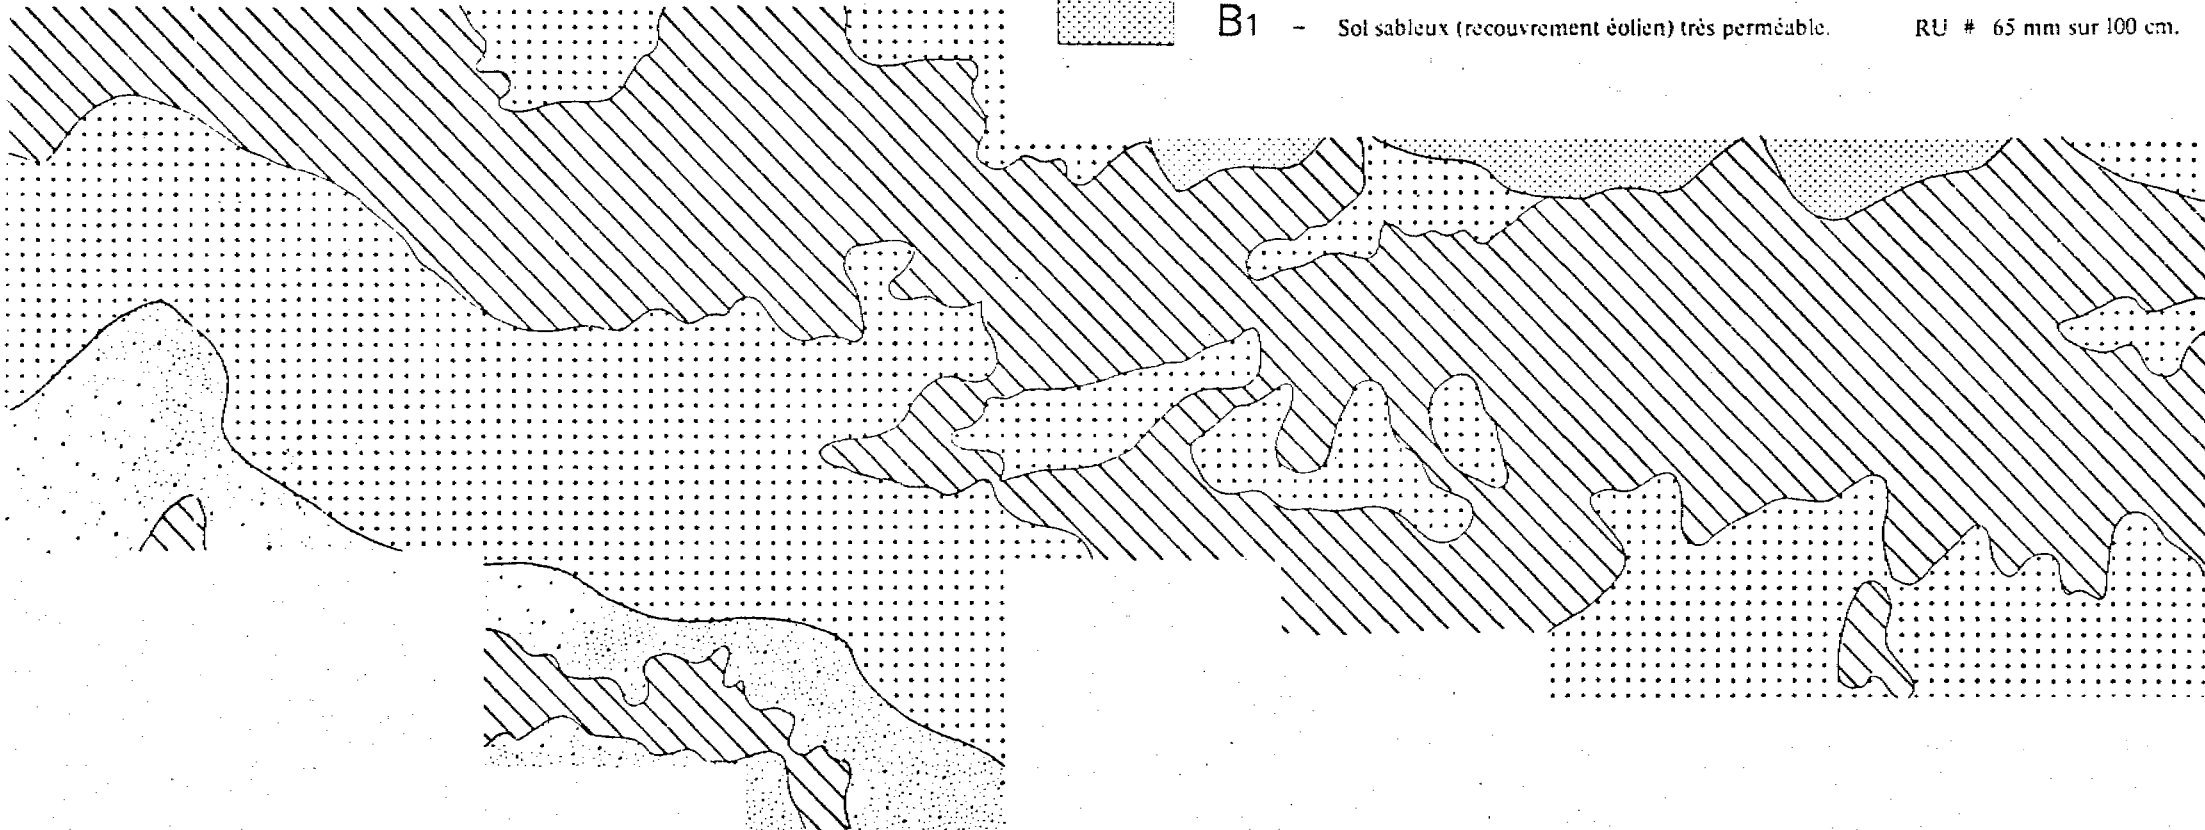 B1 - Sol sableux (recouvrement éolien) très perméable. RU # 65 mm sur 100 cm.